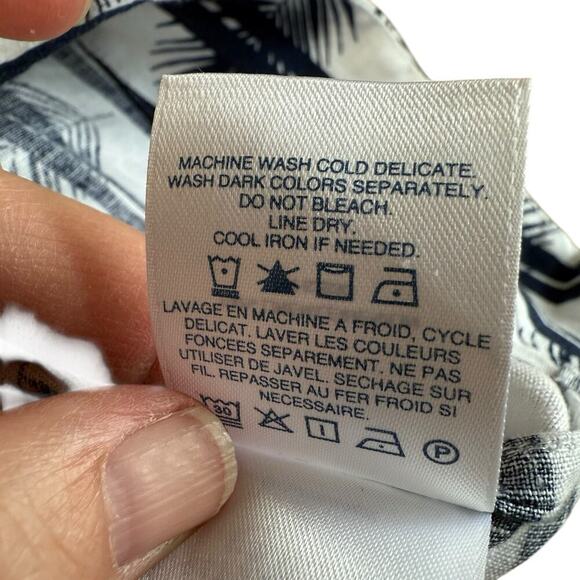 MACHINE WASH COLD DELICATE.
WASH DARK COLORS SEPARATELY.
DO NOT BLEACH.
LINE DRY.
COOL IRON IF NEEDED.
LAVAGE EN MACHINE A FROID, CYCLE
DELICAT. LAVER LES COULEURS
FONCEES SEPAREMENT. NE PAS
UTILISER DE JAVEL. SECHAGE SUR
FIL. REPASSER AU FER FROID SI
NECESSAIRE.
30 P